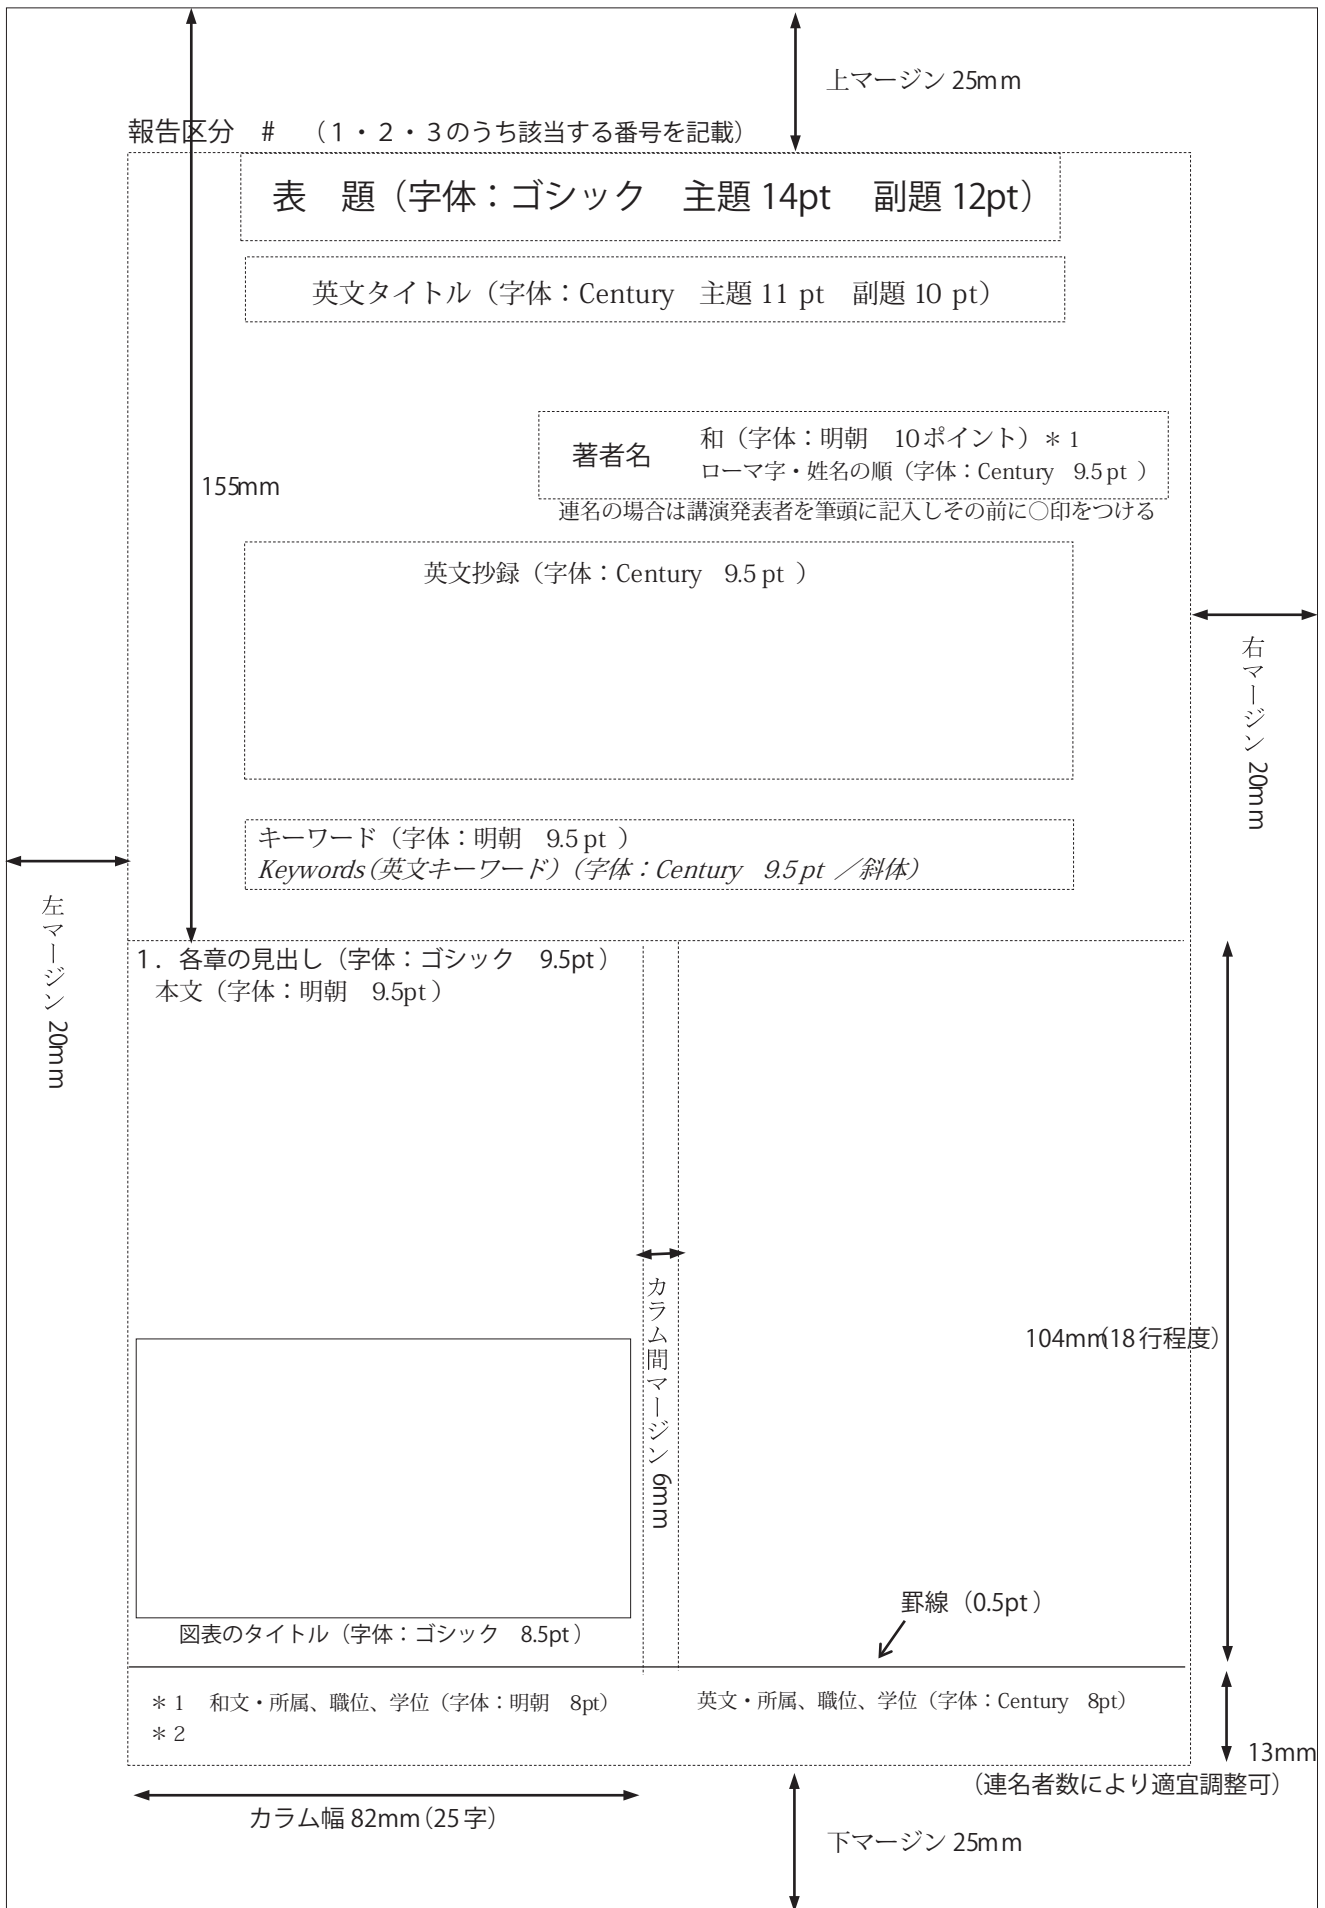 上マージン 25mm
報告区分　#　（１・２・３のうち該当する番号を記載）
表　題（字体：ゴシック　主題 14pt　副題 12pt）
英文タイトル（字体：Century　主題 11 pt　副題 10 pt）
著者名
和（字体：明朝　10ポイント）＊ 1
ローマ字・姓名の順（字体：Century　9.5 pt ）
155mm
連名の場合は講演発表者を筆頭に記入しその前に○印をつける
英文抄録（字体：Century　9.5 pt ）
右マージン 20mm
キーワード（字体：明朝　9.5 pt ）
Keywords（英文キーワード）（字体：Century　9.5 pt ／斜体）
左マージン 20mm
1．各章の見出し（字体：ゴシック　9.5pt）
本文（字体：明朝　9.5pt）
カラム間マージン 6mm
104mm（18 行程度）
図表のタイトル（字体：ゴシック　8.5pt）
罫線（0.5pt）
＊ 1　和文・所属、職位、学位（字体：明朝　8pt）
＊ 2
英文・所属、職位、学位（字体：Century　8pt）
13mm
（連名者数により適宜調整可）
カラム幅 82mm（25 字）
下マージン 25mm